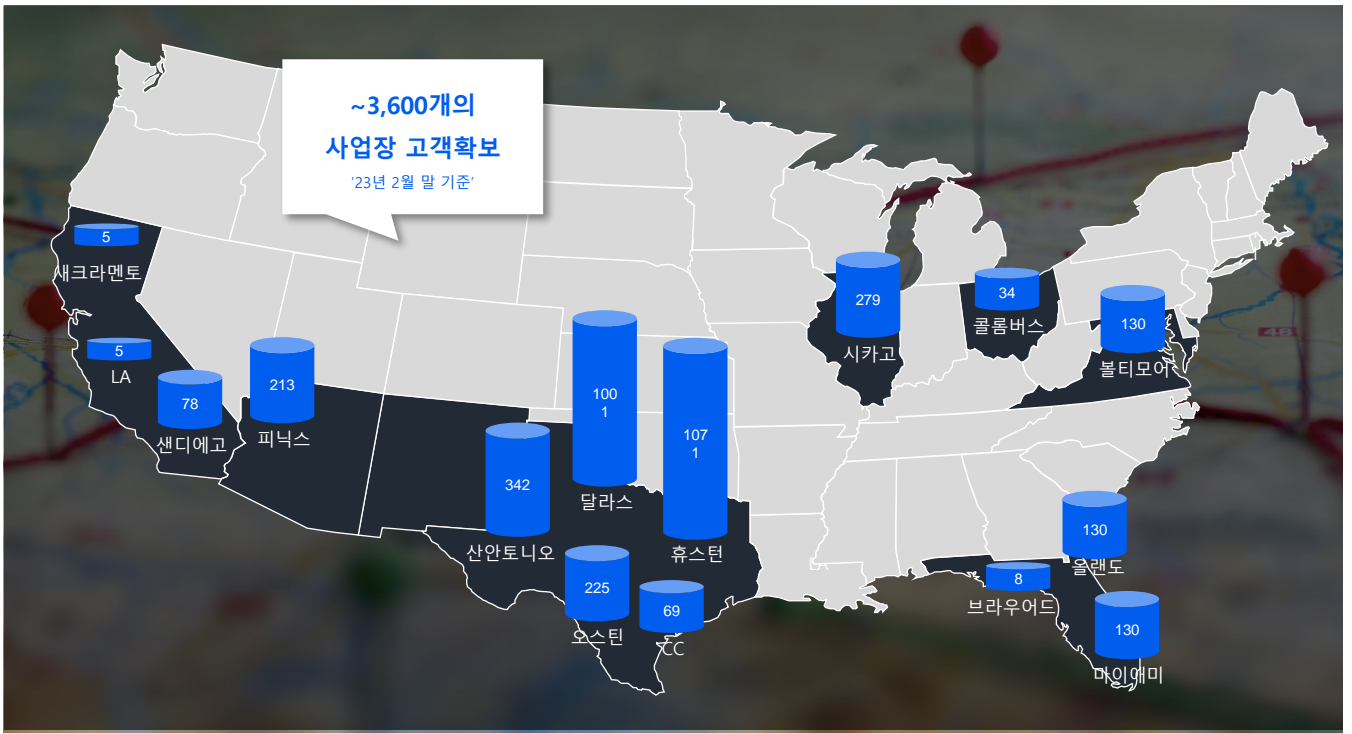 ~3,600개의
사업장 고객확보
‘23년 2월 말 기준’
5
새크라멘토
5
LA
78
샌디에고
213
피닉스
342
산안토니오
100
1
달라스
107
1
휴스턴
225
오스틴
69
CC
279
시카고
34
콜롬버스
130
볼티모어
130
올랜도
8
브라우어드
130
마이애미
48